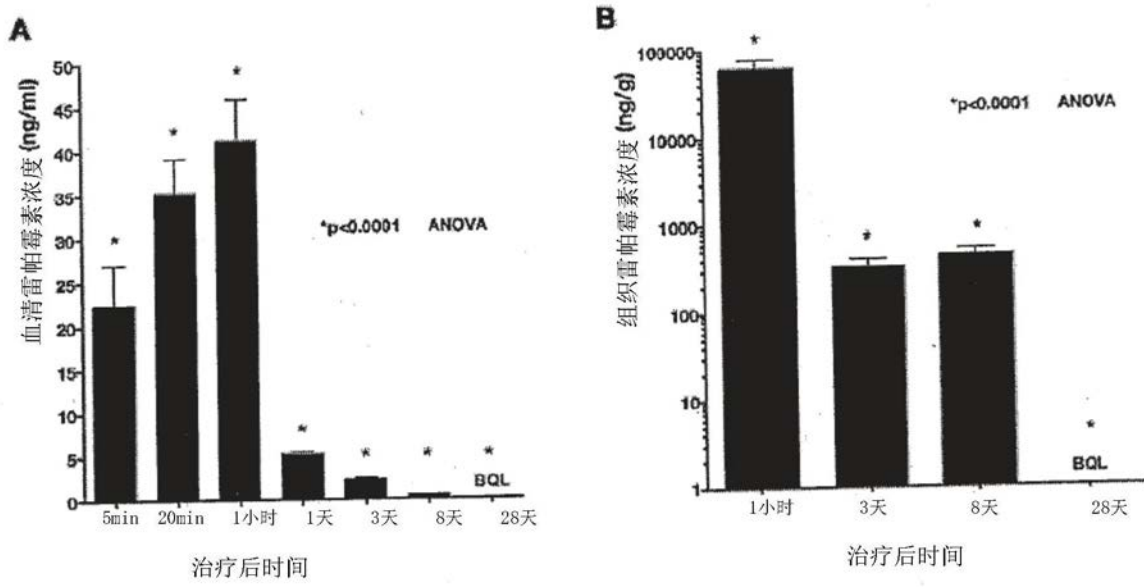 A
血清雷帕霉素浓度 (ng/ml)
50
45
40
35
30
25
20
15
10
5
0
*
*
*
*
*
*
*
*p<0.0001 ANOVA
BQL
5min 20min 1小时 1天 3天 8天 28天
治疗后时间
B
组织雷帕霉素浓度 (ng/g)
100000
10000
1000
100
10
1
*
*
*
*
*p<0.0001 ANOVA
BQL
1小时 3天 8天 28天
治疗后时间